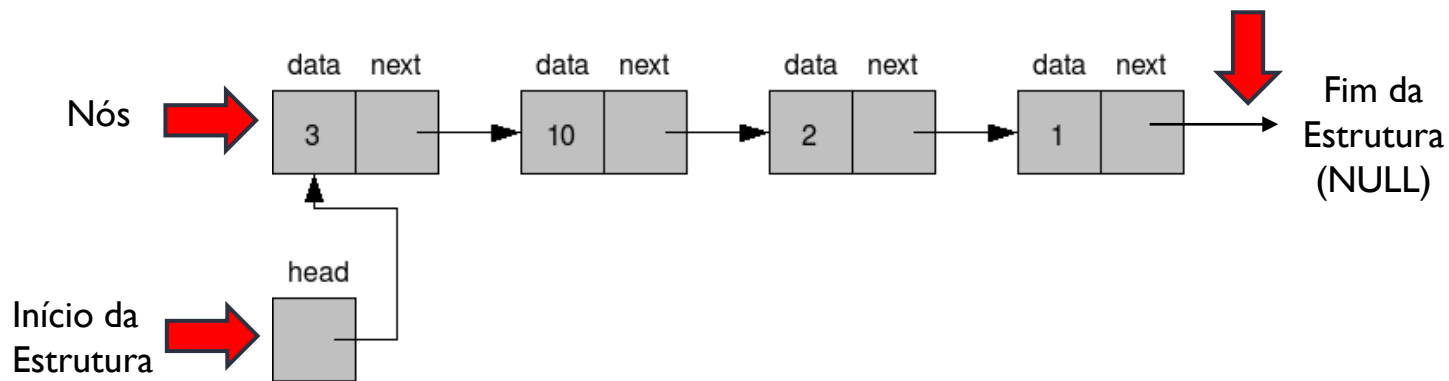 data next data next data next data next
Nós
3 10 2 1
Fim da
Estrutura
(NULL)
head
Início da
Estrutura